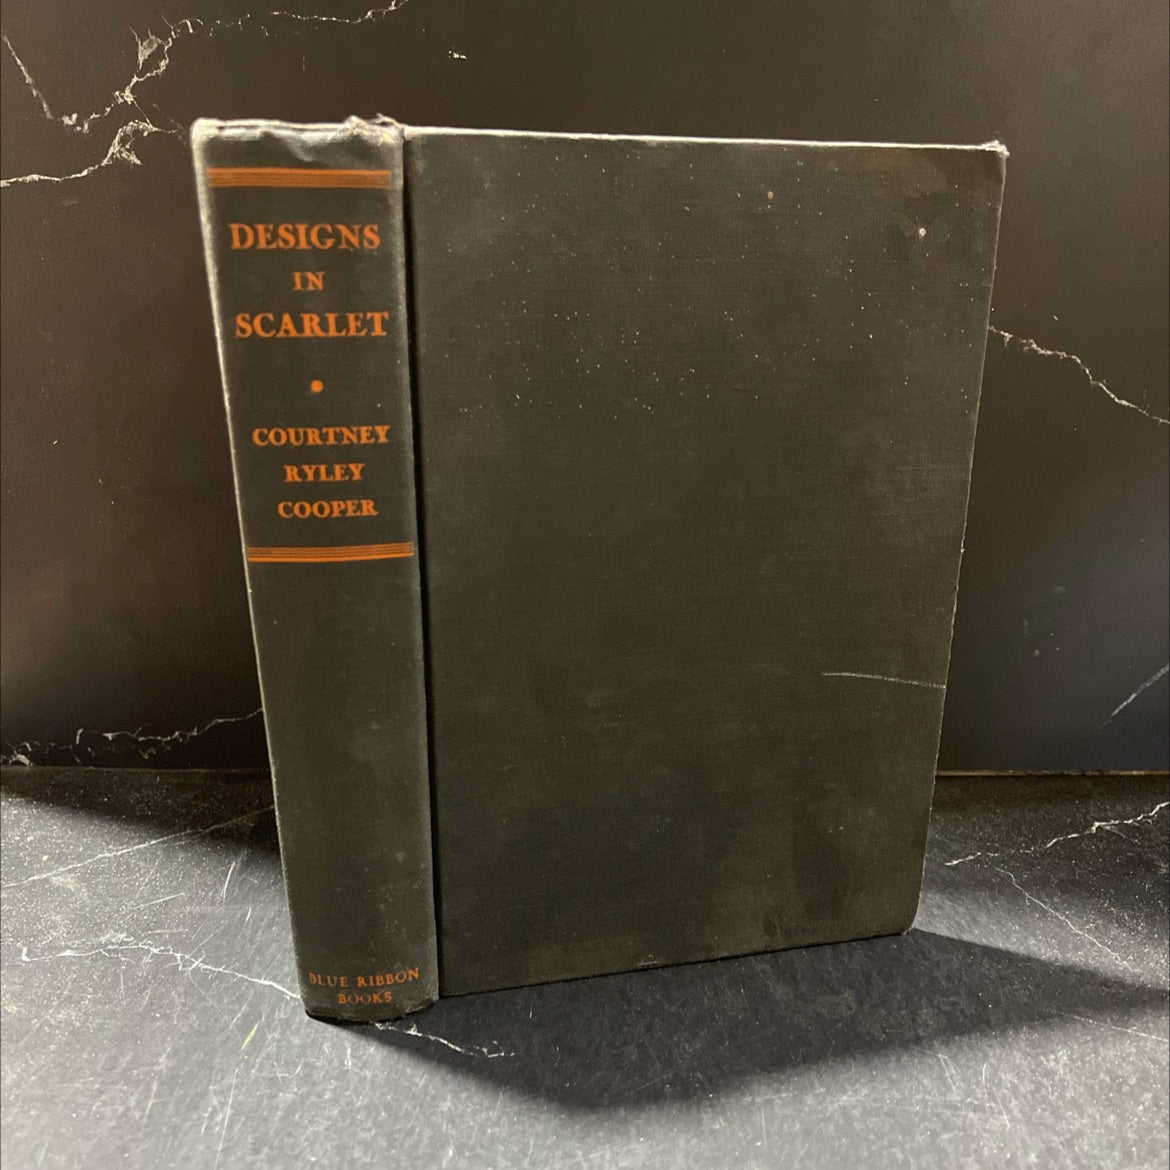 DESIGNS
IN
SCARLET
•
COURTNEY
RYLEY
COOPER
BLUE RIBBON
BOOKS